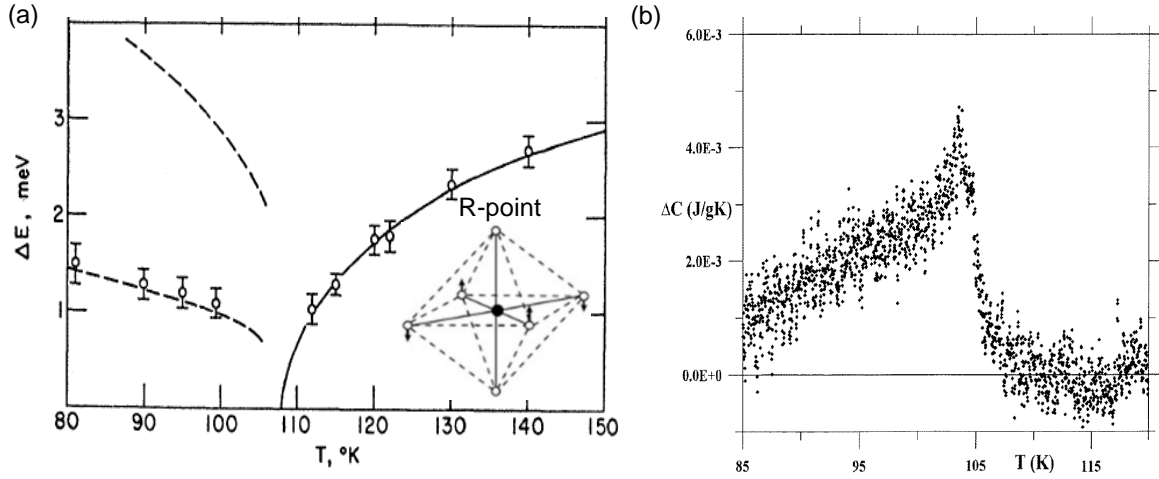 (a)
3
2
1
ΔE, meV
R-point
80 90 100 110 120 130 140 150
T, °K
(b)
6.0E-3
4.0E-3
ΔC (J/gK)
2.0E-3
0.0E+0
85 95 105 T (K) 115